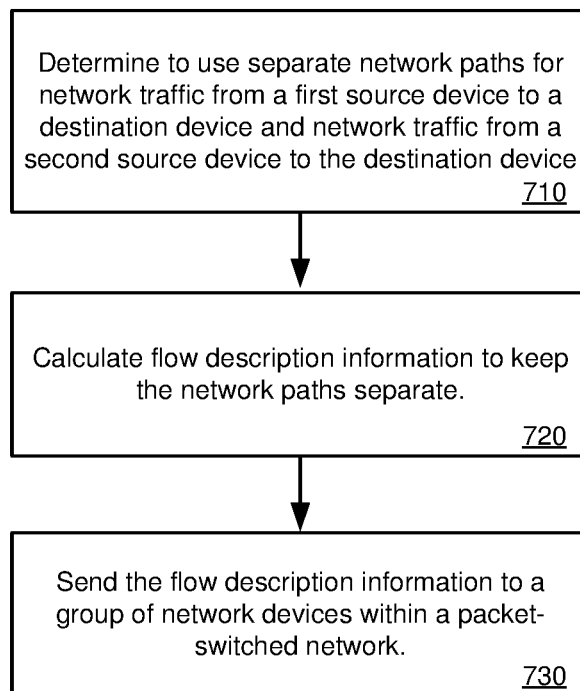 Determine to use separate network paths for
network traffic from a first source device to a
destination device and network traffic from a
second source device to the destination device
710
Calculate flow description information to keep
the network paths separate.
720
Send the flow description information to a
group of network devices within a packet-
switched network.
730